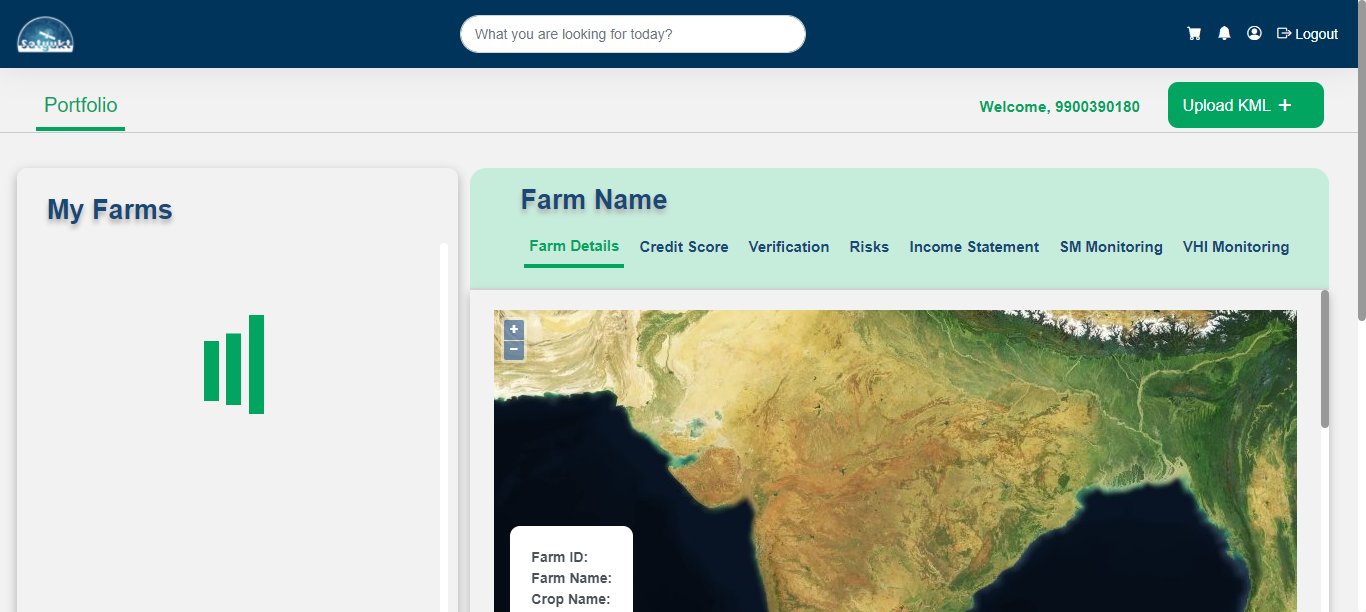 Satyukt
What you are looking for today?
Logout
Portfolio
Welcome, 9900390180
Upload KML +
My Farms
Farm Name
Farm Details Credit Score Verification Risks Income Statement SM Monitoring VHI Monitoring
+
−
Farm ID:
Farm Name:
Crop Name: